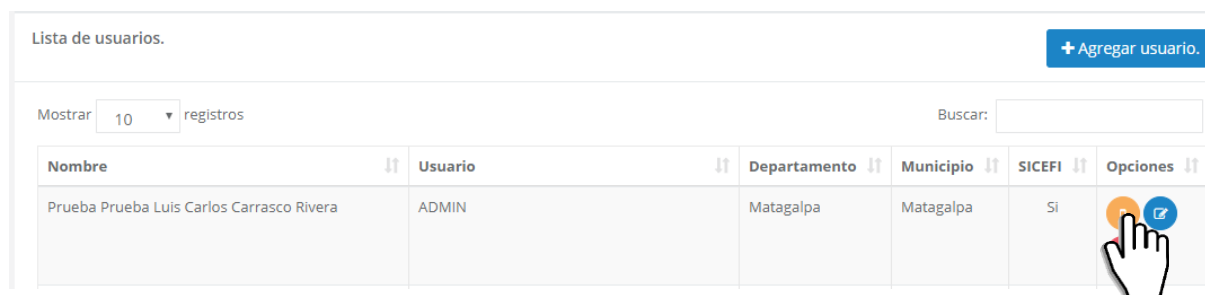 Lista de usuarios.
+ Agregar usuario.
Mostrar 10 registros
Buscar:
Nombre Usuario Departamento Municipio SICEFI Opciones
Prueba Prueba Luis Carlos Carrasco Rivera ADMIN Matagalpa Matagalpa Si